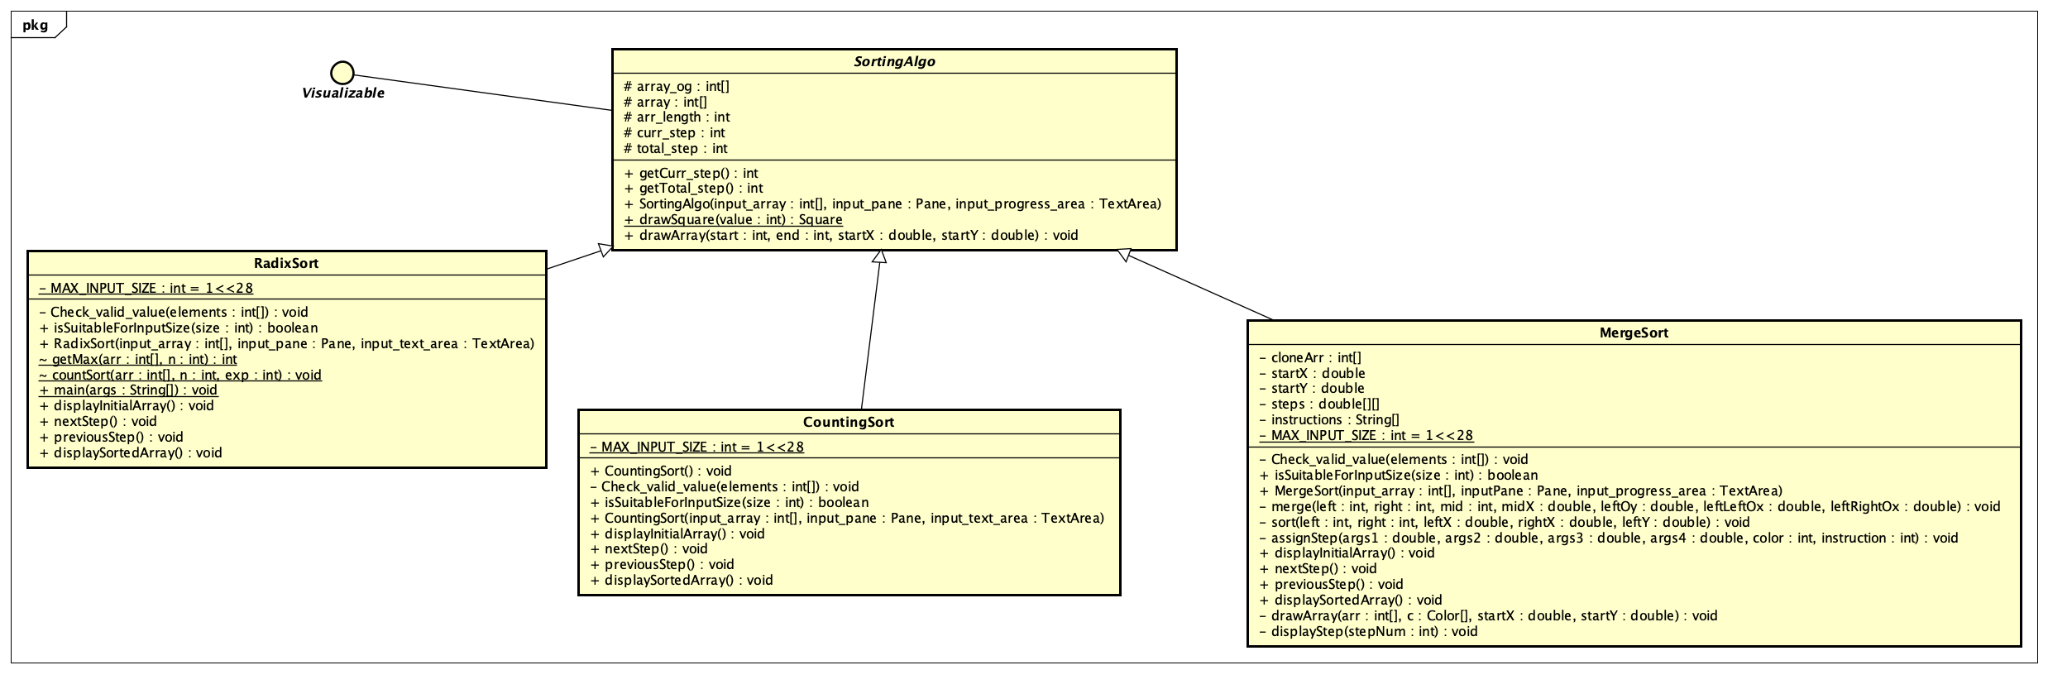 pkg
Visualizable
SortingAlgo
# array_og : int[]
# array : int[]
# arr_length : int
# curr_step : int
# total_step : int
+ getCurr_step() : int
+ getTotal_step() : int
+ SortingAlgo(input_array : int[], input_pane : Pane, input_progress_area : TextArea)
+ drawSquare(value : int) : Square
+ drawArray(start : int, end : int, startX : double, startY : double) : void
RadixSort
- MAX_INPUT_SIZE : int = 1<<28
- Check_valid_value(elements : int[]) : void
+ isSuitableForInputSize(size : int) : boolean
+ RadixSort(input_array : int[], input_pane : Pane, input_text_area : TextArea)
~ getMax(arr : int[], n : int) : int
~ countSort(arr : int[], n : int, exp : int) : void
+ main(args : String[]) : void
+ displayInitialArray() : void
+ nextStep() : void
+ previousStep() : void
+ displaySortedArray() : void
CountingSort
- MAX_INPUT_SIZE : int = 1<<28
+ CountingSort() : void
- Check_valid_value(elements : int[]) : void
+ isSuitableForInputSize(size : int) : boolean
+ CountingSort(input_array : int[], input_pane : Pane, input_text_area : TextArea)
+ displayInitialArray() : void
+ nextStep() : void
+ previousStep() : void
+ displaySortedArray() : void
MergeSort
- cloneArr : int[]
- startX : double
- startY : double
- steps : double[][]
- instructions : String[]
- MAX_INPUT_SIZE : int = 1<<28
- Check_valid_value(elements : int[]) : void
+ isSuitableForInputSize(size : int) : boolean
+ MergeSort(input_array : int[], inputPane : Pane, input_progress_area : TextArea)
- merge(left : int, right : int, mid : int, midX : double, leftOy : double, leftLeftOx : double, leftRightOx : double) : void
- sort(left : int, right : int, leftX : double, rightX : double, leftY : double) : void
- assignStep(args1 : double, args2 : double, args3 : double, args4 : double, color : int, instruction : int) : void
+ displayInitialArray() : void
+ nextStep() : void
+ previousStep() : void
+ displaySortedArray() : void
- drawArray(arr : int[], c : Color[], startX : double, startY : double) : void
- displayStep(stepNum : int) : void